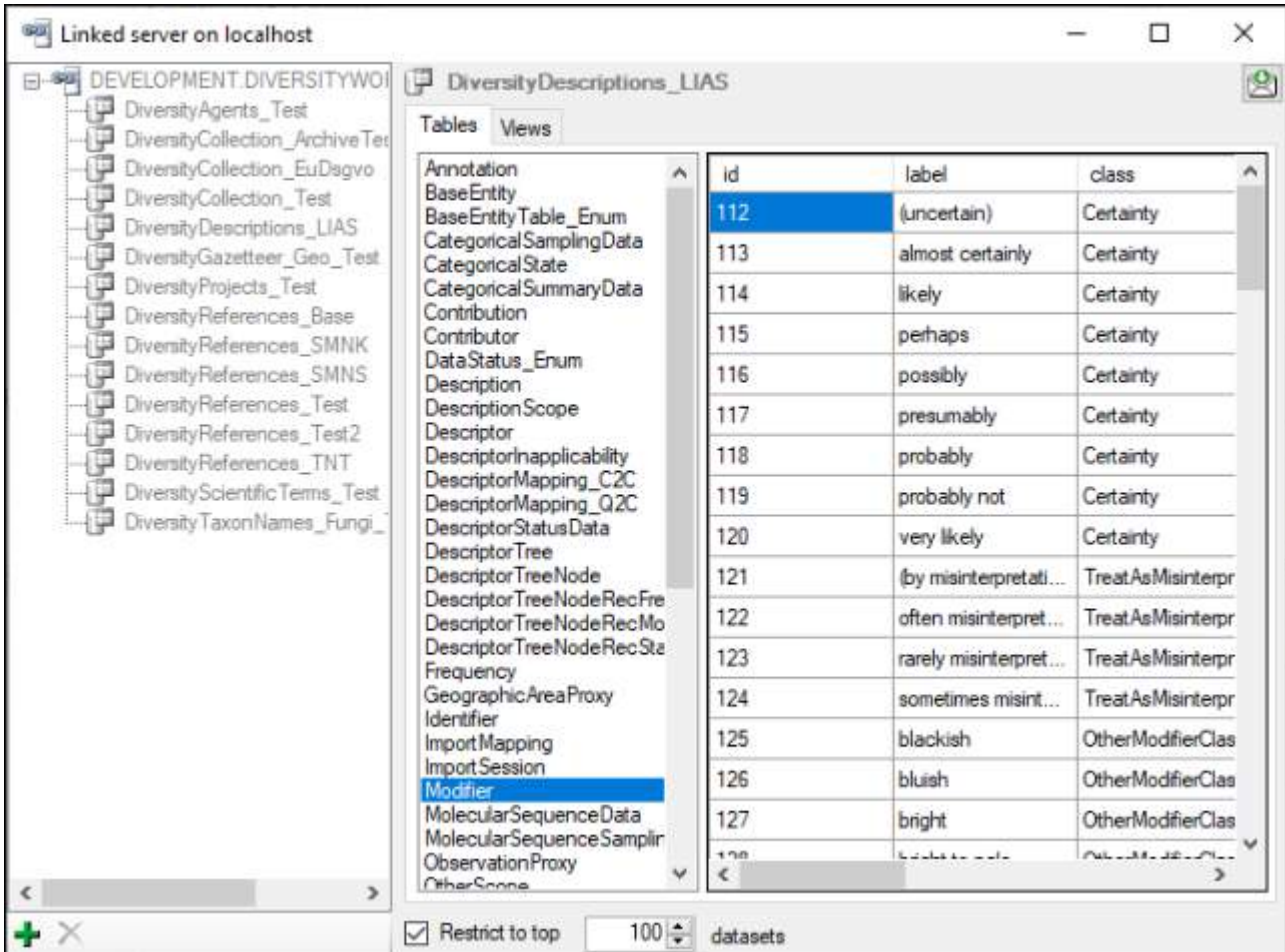 Linked server on localhost
DEVELOPMENT.DIVERSITYWO
DiversityAgents_Test
DiversityCollection_ArchiveTe
DiversityCollection_EuDsgvo
DiversityCollection_Test
DiversityDescriptions_LIAS
DiversityGazetteer_Geo_Test
DiversityProjects_Test
DiversityReferences_Base
DiversityReferences_SMNK
DiversityReferences_SMNS
DiversityReferences_Test
DiversityReferences_Test2
DiversityReferences_TNT
DiversityScientificTerms_Test
DiversityTaxonNames_Fungi_
DiversityDescriptions_LIAS
Tables Views
Annotation
BaseEntity
BaseEntityTable_Enum
CategoricalSamplingData
CategoricalState
CategoricalSummaryData
Contribution
Contributor
DataStatus_Enum
Description
DescriptionScope
Descriptor
DescriptorInapplicability
DescriptorMapping_C2C
DescriptorMapping_Q2C
DescriptorStatusData
DescriptorTree
DescriptorTreeNode
DescriptorTreeNodeRecFre
DescriptorTreeNodeRecMo
DescriptorTreeNodeRecSta
Frequency
GeographicAreaProxy
Identifier
ImportMapping
ImportSession
Modifier
MolecularSequenceData
MolecularSequenceSamplin
ObservationProxy
OtherScope
id label class
112 (uncertain) Certainty
113 almost certainly Certainty
114 likely Certainty
115 perhaps Certainty
116 possibly Certainty
117 presumably Certainty
118 probably Certainty
119 probably not Certainty
120 very likely Certainty
121 (by misinterpretati... TreatAsMisinterpr
122 often misinterpret... TreatAsMisinterpr
123 rarely misinterpret... TreatAsMisinterpr
124 sometimes misint... TreatAsMisinterpr
125 blackish OtherModifierClas
126 bluish OtherModifierClas
127 bright OtherModifierClas
128 bright to pale OtherModifierClas
Restrict to top 100 datasets